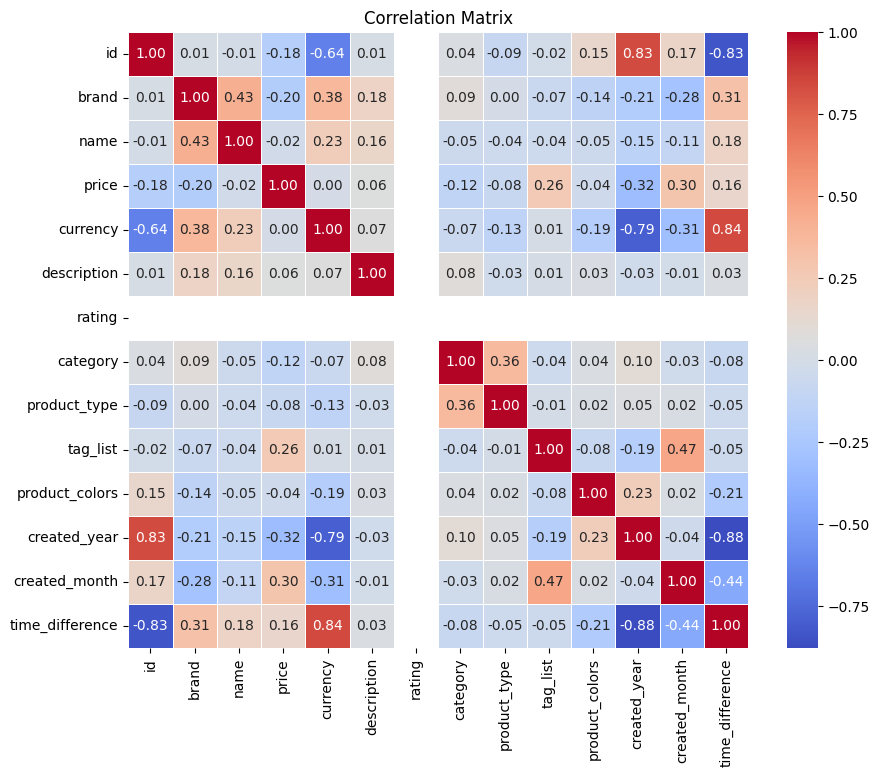 Correlation Matrix
id 1.00 0.01 -0.01 -0.18 -0.64 0.01 0.04 -0.09 -0.02 0.15 0.83 0.17 -0.83
brand 0.01 1.00 0.43 -0.20 0.38 0.18 0.09 0.00 -0.07 -0.14 -0.21 -0.28 0.31
name -0.01 0.43 1.00 -0.02 0.23 0.16 -0.05 -0.04 -0.04 -0.05 -0.15 -0.11 0.18
price -0.18 -0.20 -0.02 1.00 0.00 0.06 -0.12 -0.08 0.26 -0.04 -0.32 0.30 0.16
currency -0.64 0.38 0.23 0.00 1.00 0.07 -0.07 -0.13 0.01 -0.19 -0.79 -0.31 0.84
description 0.01 0.18 0.16 0.06 0.07 1.00 0.08 -0.03 0.01 0.03 -0.03 -0.01 0.03
rating
category 0.04 0.09 -0.05 -0.12 -0.07 0.08 1.00 0.36 -0.04 0.04 0.10 -0.03 -0.08
product_type -0.09 0.00 -0.04 -0.08 -0.13 -0.03 0.36 1.00 -0.01 0.02 0.05 0.02 -0.05
tag_list -0.02 -0.07 -0.04 0.26 0.01 0.01 -0.04 -0.01 1.00 -0.08 -0.19 0.47 -0.05
product_colors 0.15 -0.14 -0.05 -0.04 -0.19 0.03 0.04 0.02 -0.08 1.00 0.23 0.02 -0.21
created_year 0.83 -0.21 -0.15 -0.32 -0.79 -0.03 0.10 0.05 -0.19 0.23 1.00 -0.04 -0.88
created_month 0.17 -0.28 -0.11 0.30 -0.31 -0.01 -0.03 0.02 0.47 0.02 -0.04 1.00 -0.44
time_difference -0.83 0.31 0.18 0.16 0.84 0.03 -0.08 -0.05 -0.05 -0.21 -0.88 -0.44 1.00
id brand name price currency description rating category product_type tag_list product_colors created_year created_month time_difference
1.00
0.75
0.50
0.25
0.00
−0.25
−0.50
−0.75